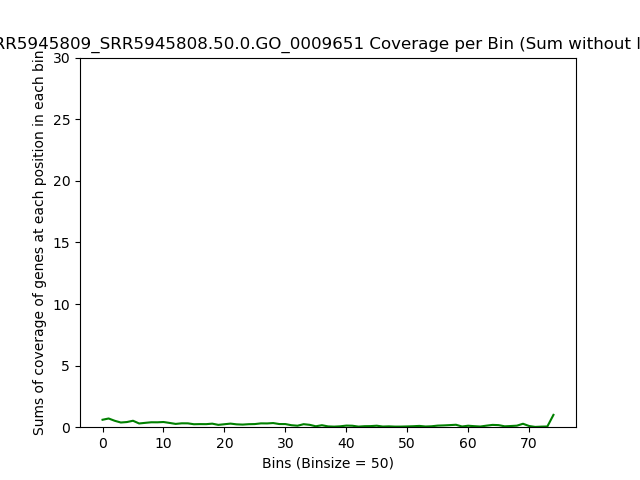 RR5945809_SRR5945808.50.0.GO_0009651 Coverage per Bin (Sum without I
Sums of coverage of genes at each position in each bin
30
25
20
15
10
5
0
0 10 20 30 40 50 60 70
Bins (Binsize = 50)